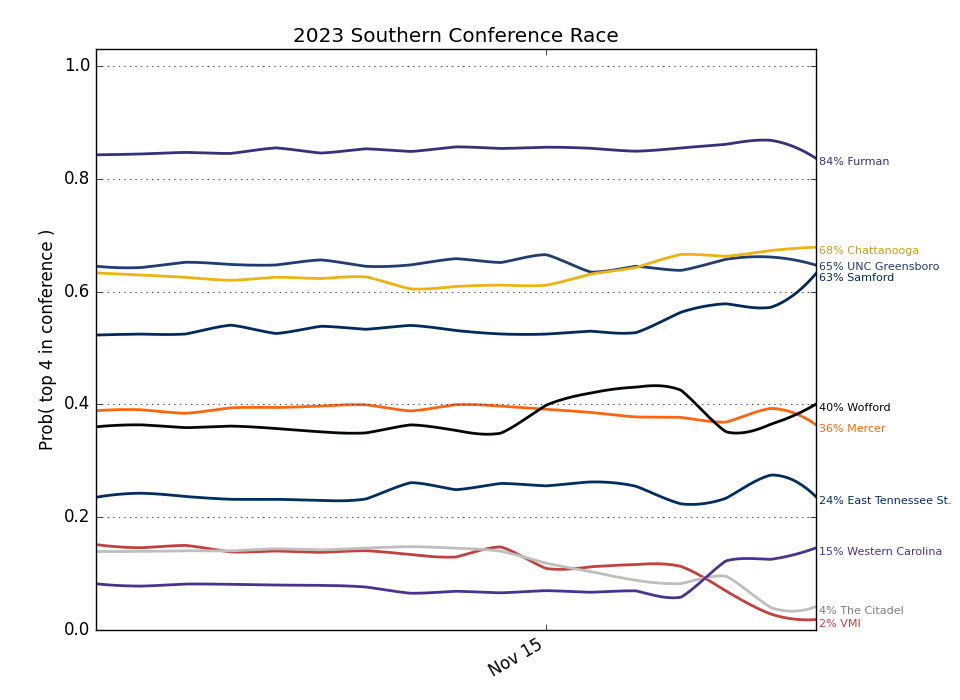 2023 Southern Conference Race
1.0
0.8
0.6
0.4
0.2
0.0
Prob( top 4 in conference )
Nov 15
84% Furman
68% Chattanooga
65% UNC Greensboro
63% Samford
40% Wofford
36% Mercer
24% East Tennessee St.
15% Western Carolina
4% The Citadel
2% VMI